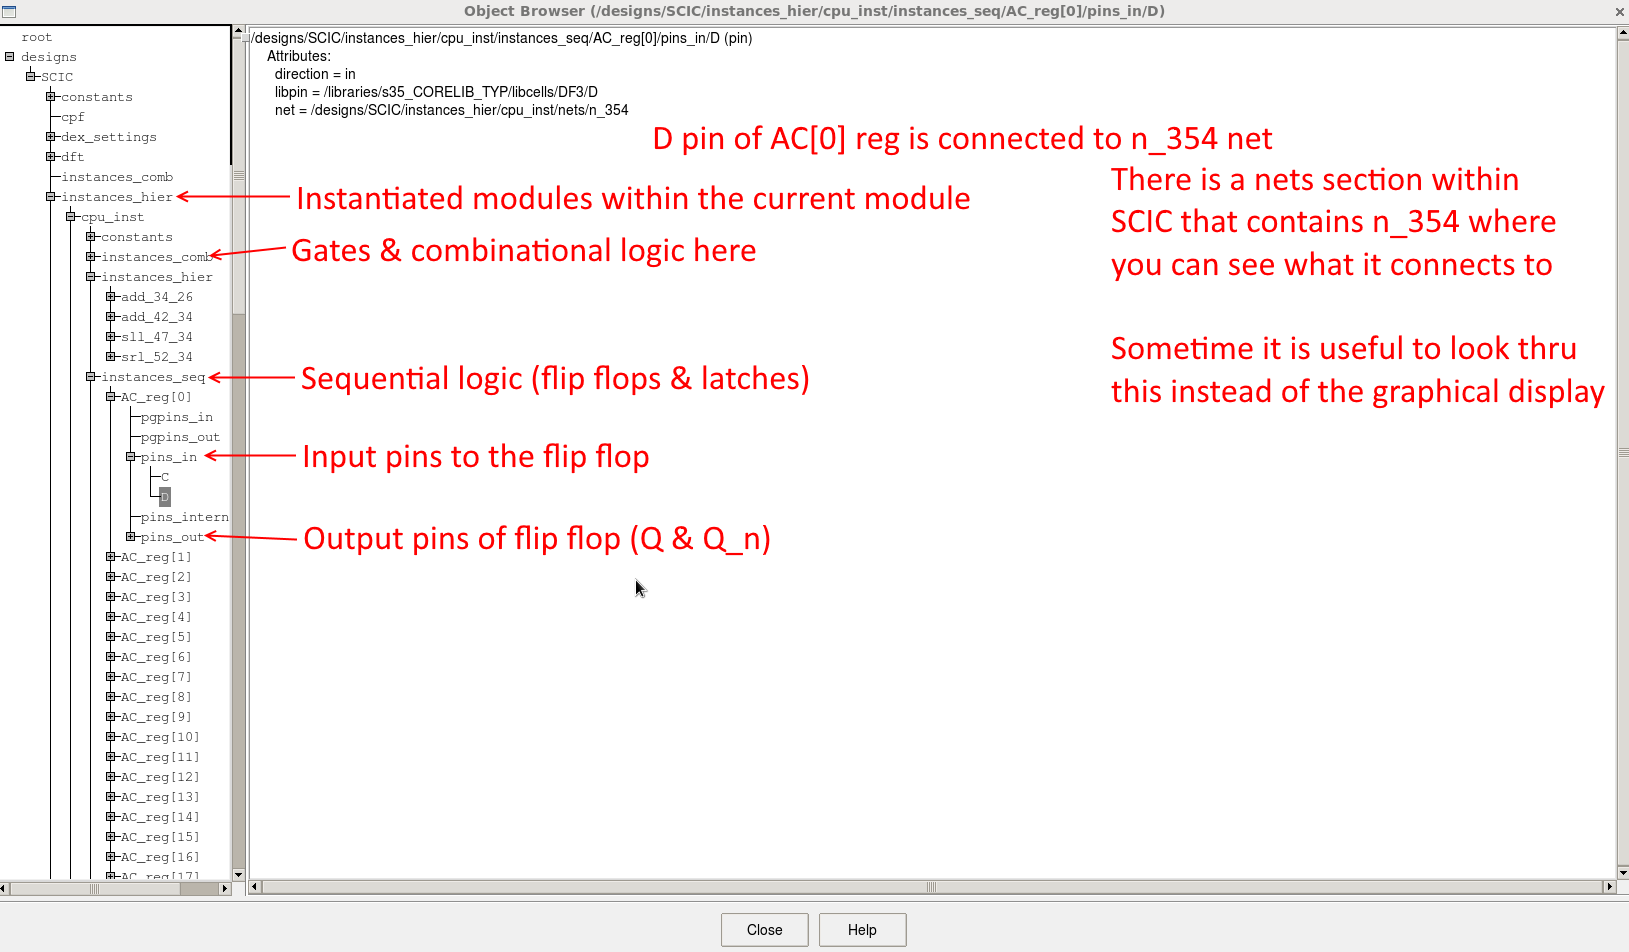 Object Browser (/designs/SCIC/instances_hier/cpu_inst/instances_seq/AC_reg[0]/pins_in/D)
root
designs
SCIC
constants
cpf
dex_settings
dft
instances_comb
instances_hier
cpu_inst
constants
instances_comb
instances_hier
add_34_26
add_42_34
sll_47_34
srl_52_34
instances_seq
AC_reg[0]
pgpins_in
pgpins_out
pins_in
C
D
pins_intern
pins_out
AC_reg[1]
AC_reg[2]
AC_reg[3]
AC_reg[4]
AC_reg[5]
AC_reg[6]
AC_reg[7]
AC_reg[8]
AC_reg[9]
AC_reg[10]
AC_reg[11]
AC_reg[12]
AC_reg[13]
AC_reg[14]
AC_reg[15]
AC_reg[16]
AC_reg[17]
/designs/SCIC/instances_hier/cpu_inst/instances_seq/AC_reg[0]/pins_in/D (pin)
Attributes:
direction = in
libpin = /libraries/s35_CORELIB_TYP/libcells/DF3/D
net = /designs/SCIC/instances_hier/cpu_inst/nets/n_354
D pin of AC[0] reg is connected to n_354 net
Instantiated modules within the current module
Gates & combinational logic here
Sequential logic (flip flops & latches)
Input pins to the flip flop
Output pins of flip flop (Q & Q_n)
There is a nets section within
SCIC that contains n_354 where
you can see what it connects to
Sometime it is useful to look thru
this instead of the graphical display
Close
Help